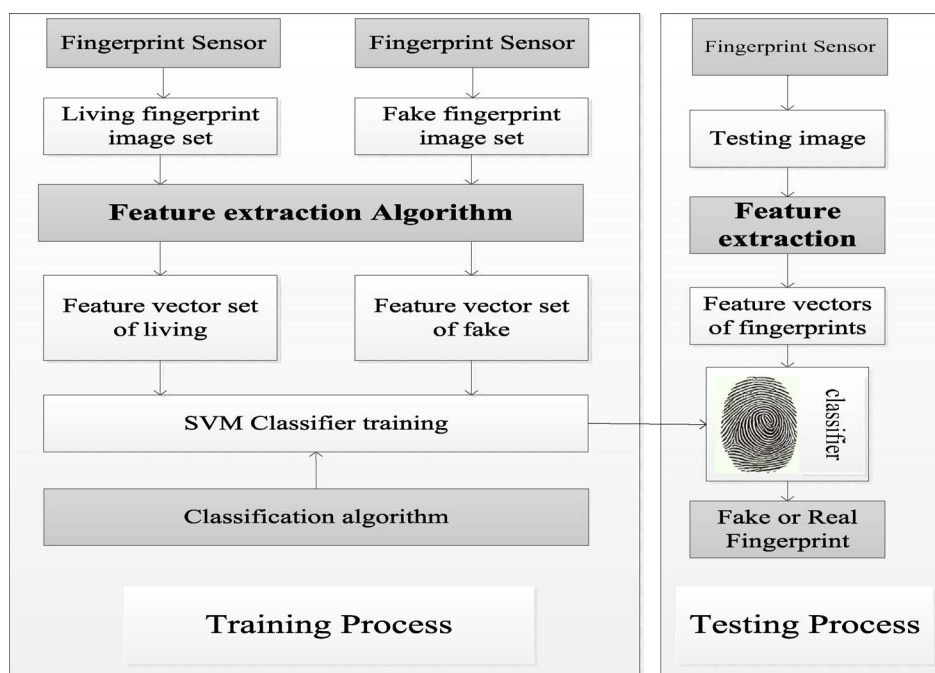 Fingerprint Sensor
Living fingerprint
image set
Fingerprint Sensor
Fake fingerprint
image set
Feature extraction Algorithm
Feature vector set
of living
Feature vector set
of fake
SVM Classifier training
Classification algorithm
Training Process
Fingerprint Sensor
Testing image
Feature
extraction
Feature vectors
of fingerprints
classifier
Fake or Real
Fingerprint
Testing Process